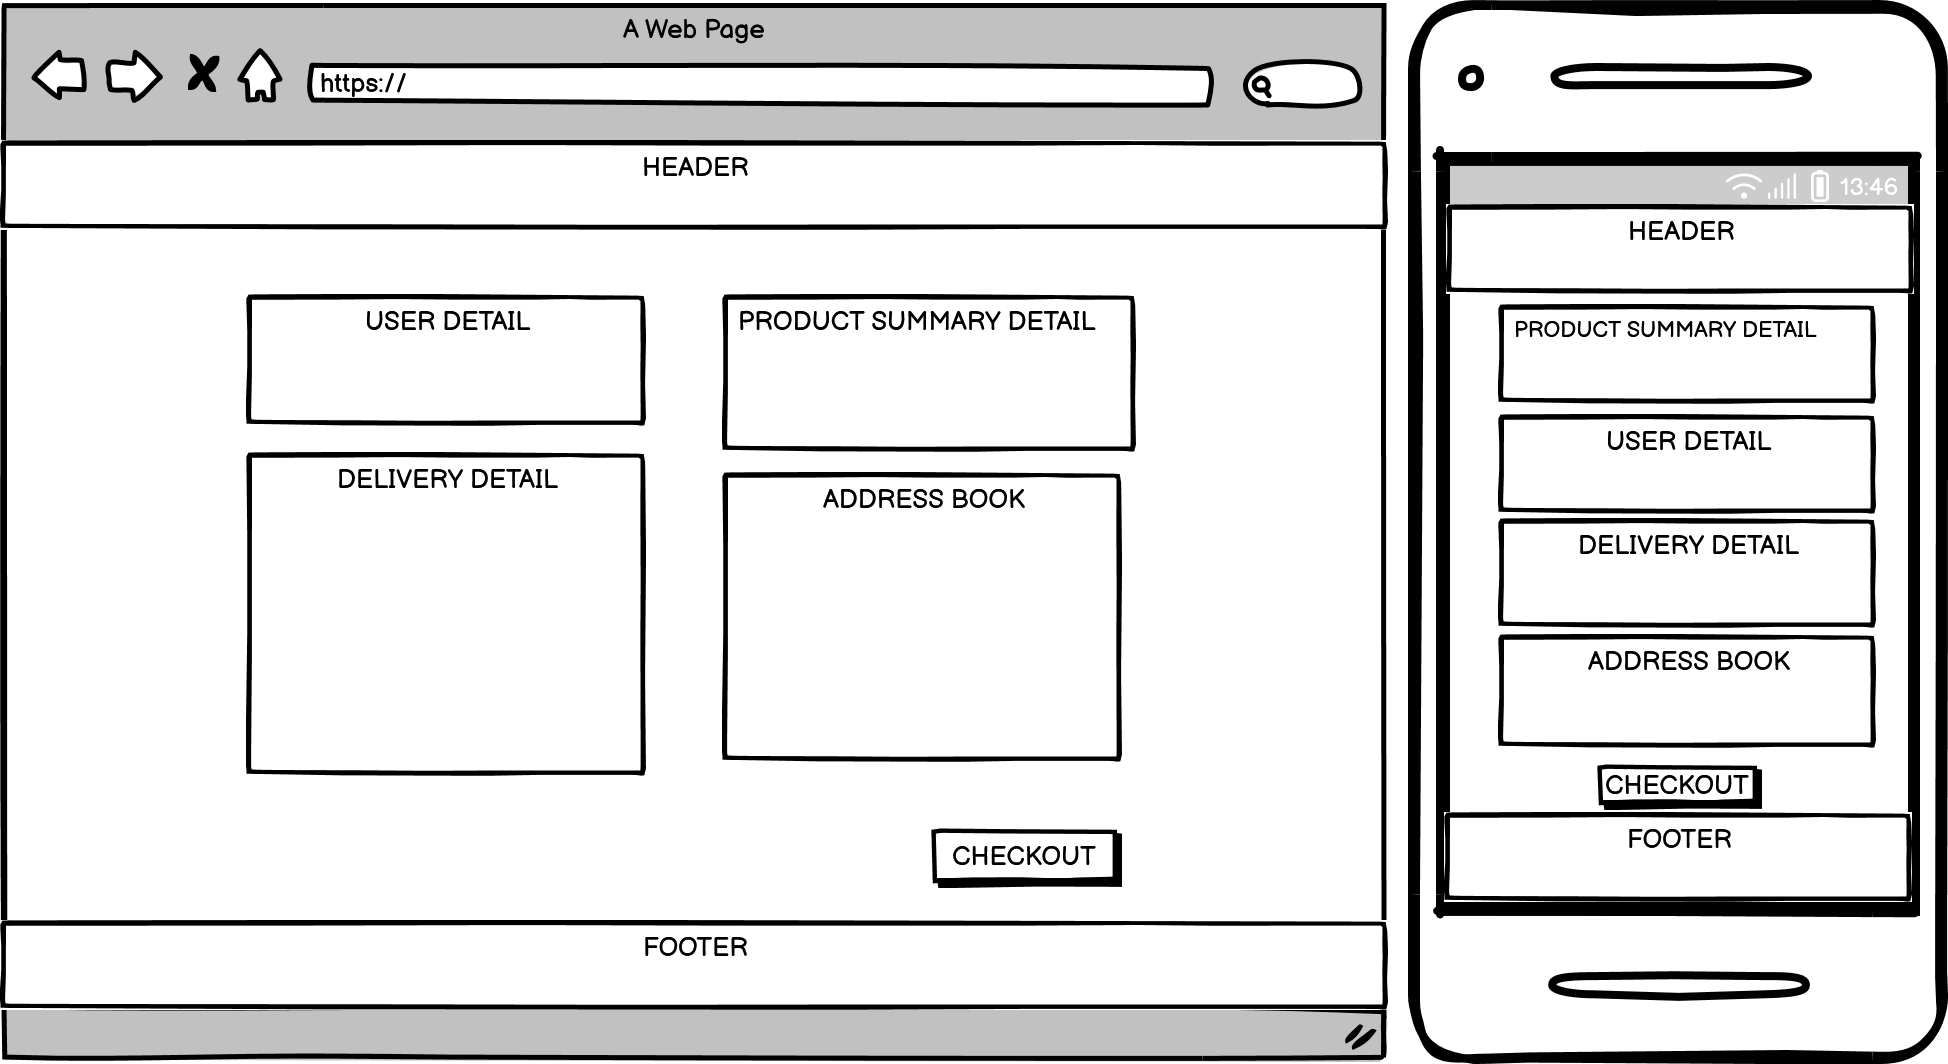 A Web Page
https://
HEADER
USER DETAIL
PRODUCT SUMMARY DETAIL
DELIVERY DETAIL
ADDRESS BOOK
CHECKOUT
FOOTER
13:46
HEADER
PRODUCT SUMMARY DETAIL
USER DETAIL
DELIVERY DETAIL
ADDRESS BOOK
CHECKOUT
FOOTER